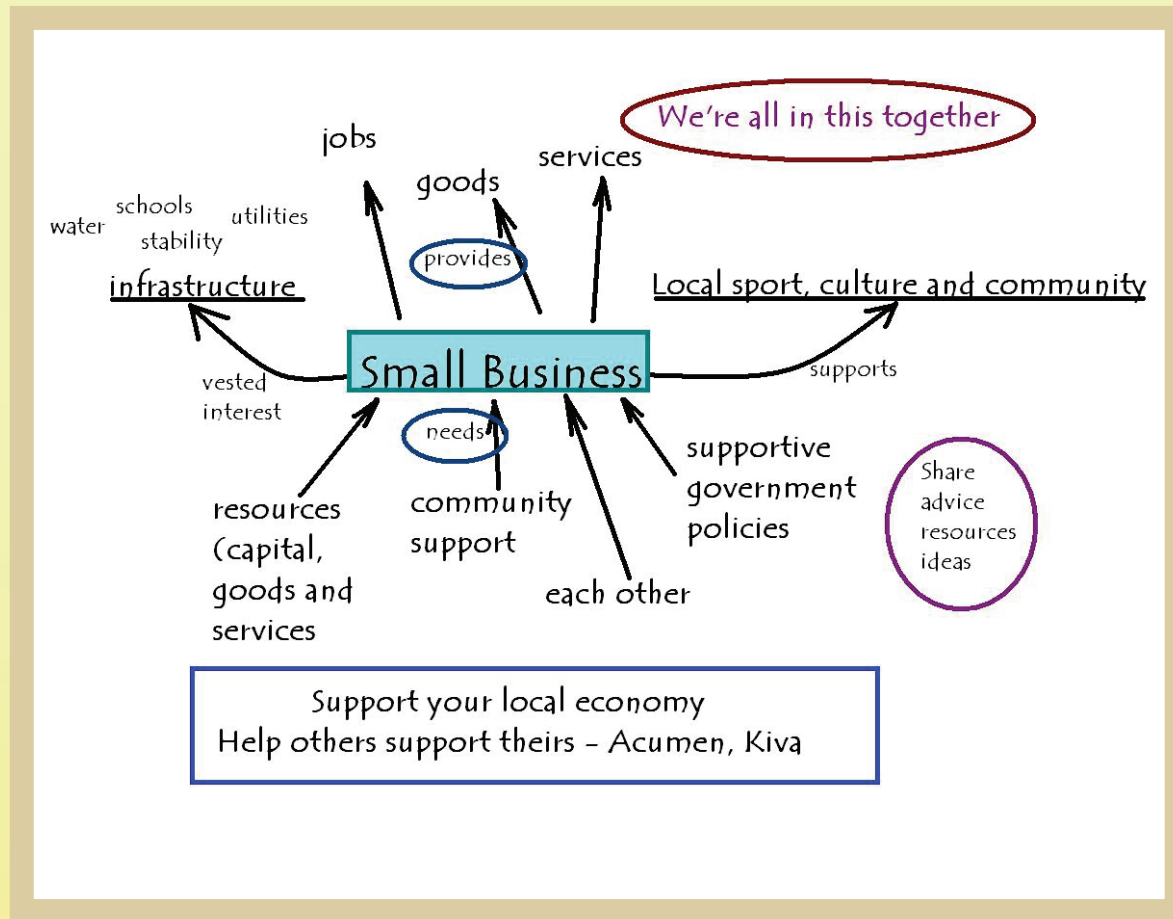 We're all in this together
jobs
services
goods
schools
utilities
water
stability
provides
infrastructure
Local sport, culture and community
Small Business
vested
interest
supports
needs
resources
(capital,
goods and
services
community
support
each other
supportive
government
policies
Share
advice
resources
ideas
Support your local economy
Help others support theirs - Acumen, Kiva